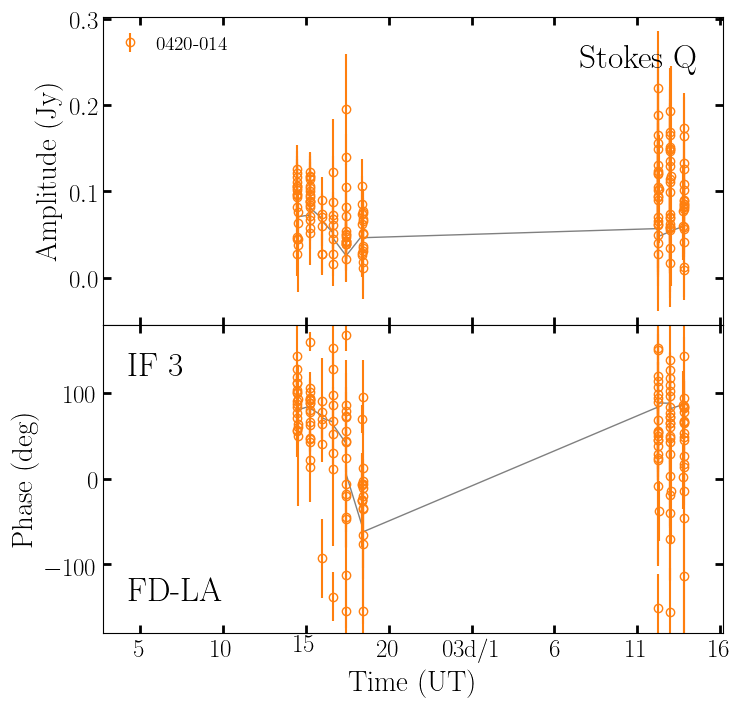 0420-014
Stokes Q
0.3
0.2
0.1
0.0
Amplitude (Jy)
IF 3
FD-LA
100
0
−100
Phase (deg)
5 10 15 20 03d/1 6 11 16
Time (UT)